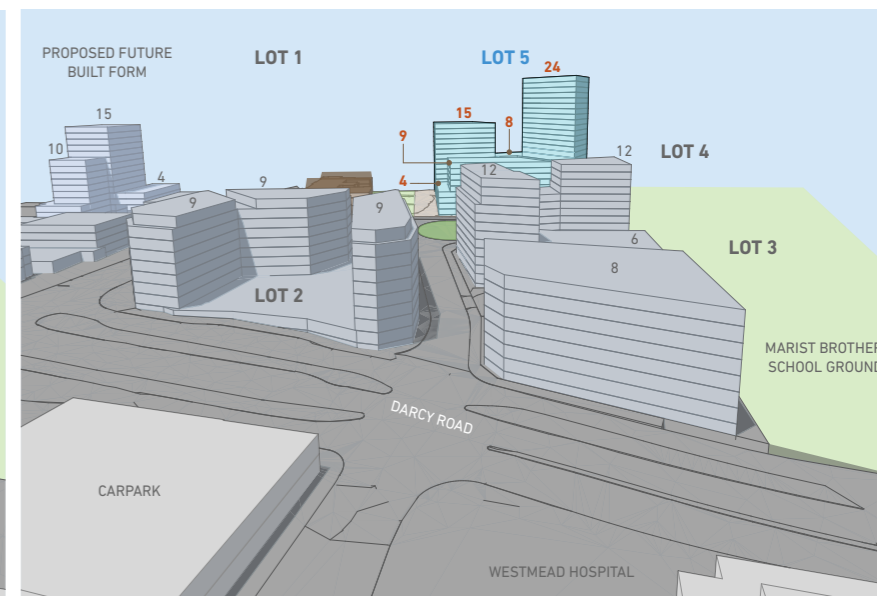 PROPOSED FUTURE
BUILT FORM
LOT 1
LOT 5
24
15
15
8
9
10
12
LOT 4
4
12
4
9
9
9
6
LOT 3
8
LOT 2
MARIST BROTHER
SCHOOL GROUND
DARCY ROAD
CARPARK
WESTMEAD HOSPITAL